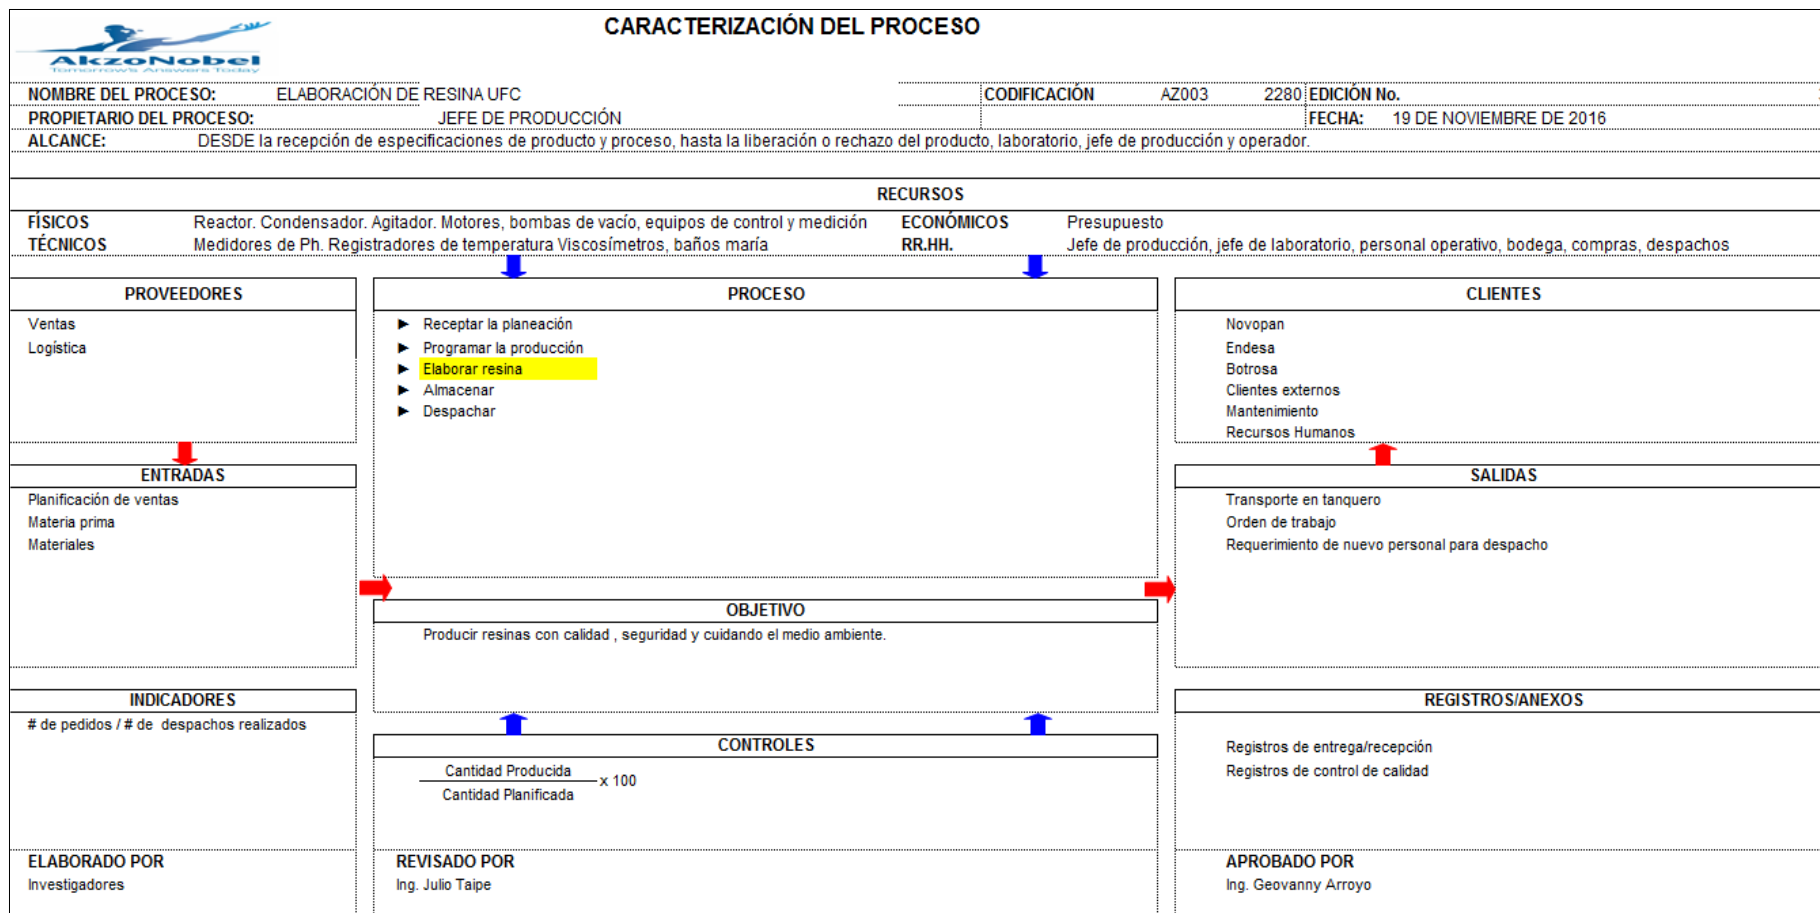 CARACTERIZACIÓN DEL PROCESO
AkzoNobel
Tomorrow's Answers Today
NOMBRE DEL PROCESO: ELABORACIÓN DE RESINA UFC CODIFICACIÓN AZ003 2280 EDICIÓN No.
PROPIETARIO DEL PROCESO: JEFE DE PRODUCCIÓN FECHA: 19 DE NOVIEMBRE DE 2016
ALCANCE: DESDE la recepción de especificaciones de producto y proceso, hasta la liberación o rechazo del producto, laboratorio, jefe de producción y operador.
RECURSOS
FÍSICOS Reactor. Condensador. Agitador. Motores, bombas de vacío, equipos de control y medición ECONÓMICOS Presupuesto
TÉCNICOS Medidores de Ph. Registradores de temperatura Viscosímetros, baños maría RR.HH. Jefe de producción, jefe de laboratorio, personal operativo, bodega, compras, despachos
PROVEEDORES
Ventas
Logística
ENTRADAS
Planificación de ventas
Materia prima
Materiales
INDICADORES
# de pedidos / # de despachos realizados
PROCESO
► Receptar la planeación
► Programar la producción
► Elaborar resina
► Almacenar
► Despachar
OBJETIVO
Producir resinas con calidad , seguridad y cuidando el medio ambiente.
CONTROLES
Cantidad Producida
x 100
Cantidad Planificada
CLIENTES
Novopan
Endesa
Botrosa
Clientes externos
Mantenimiento
Recursos Humanos
SALIDAS
Transporte en tanquero
Orden de trabajo
Requerimiento de nuevo personal para despacho
REGISTROS/ANEXOS
Registros de entrega/recepción
Registros de control de calidad
ELABORADO POR REVISADO POR APROBADO POR
Investigadores Ing. Julio Taipe Ing. Geovanny Arroyo